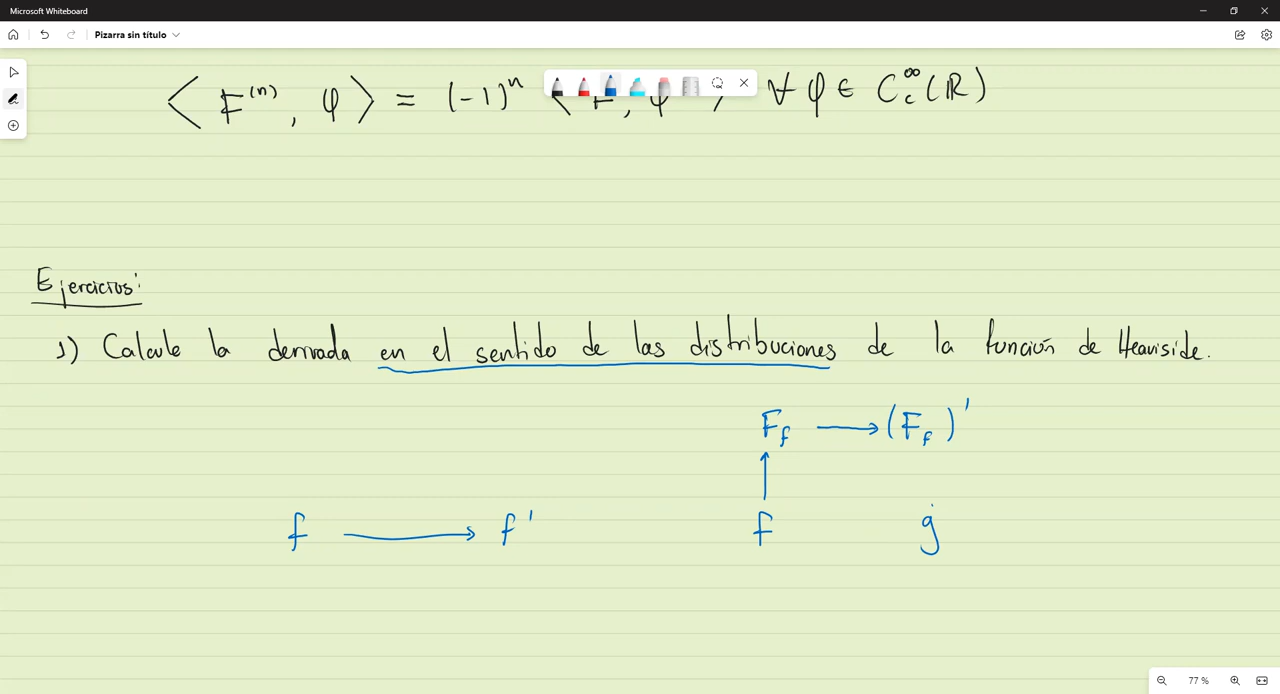 Microsoft Whiteboard
Pizarra sin título
⟨ F⁽ⁿ⁾ , φ ⟩ = (-1)ⁿ ⟨ F , φ ⟩ ∀ φ ∈ C_c^∞(ℝ)
Ejercicios:
1) Calcule la derivada en el sentido de las distribuciones de la función de Heaviside.
F_f ⟶ (F_f)'
↑
f ⟶ f' f g
77 %